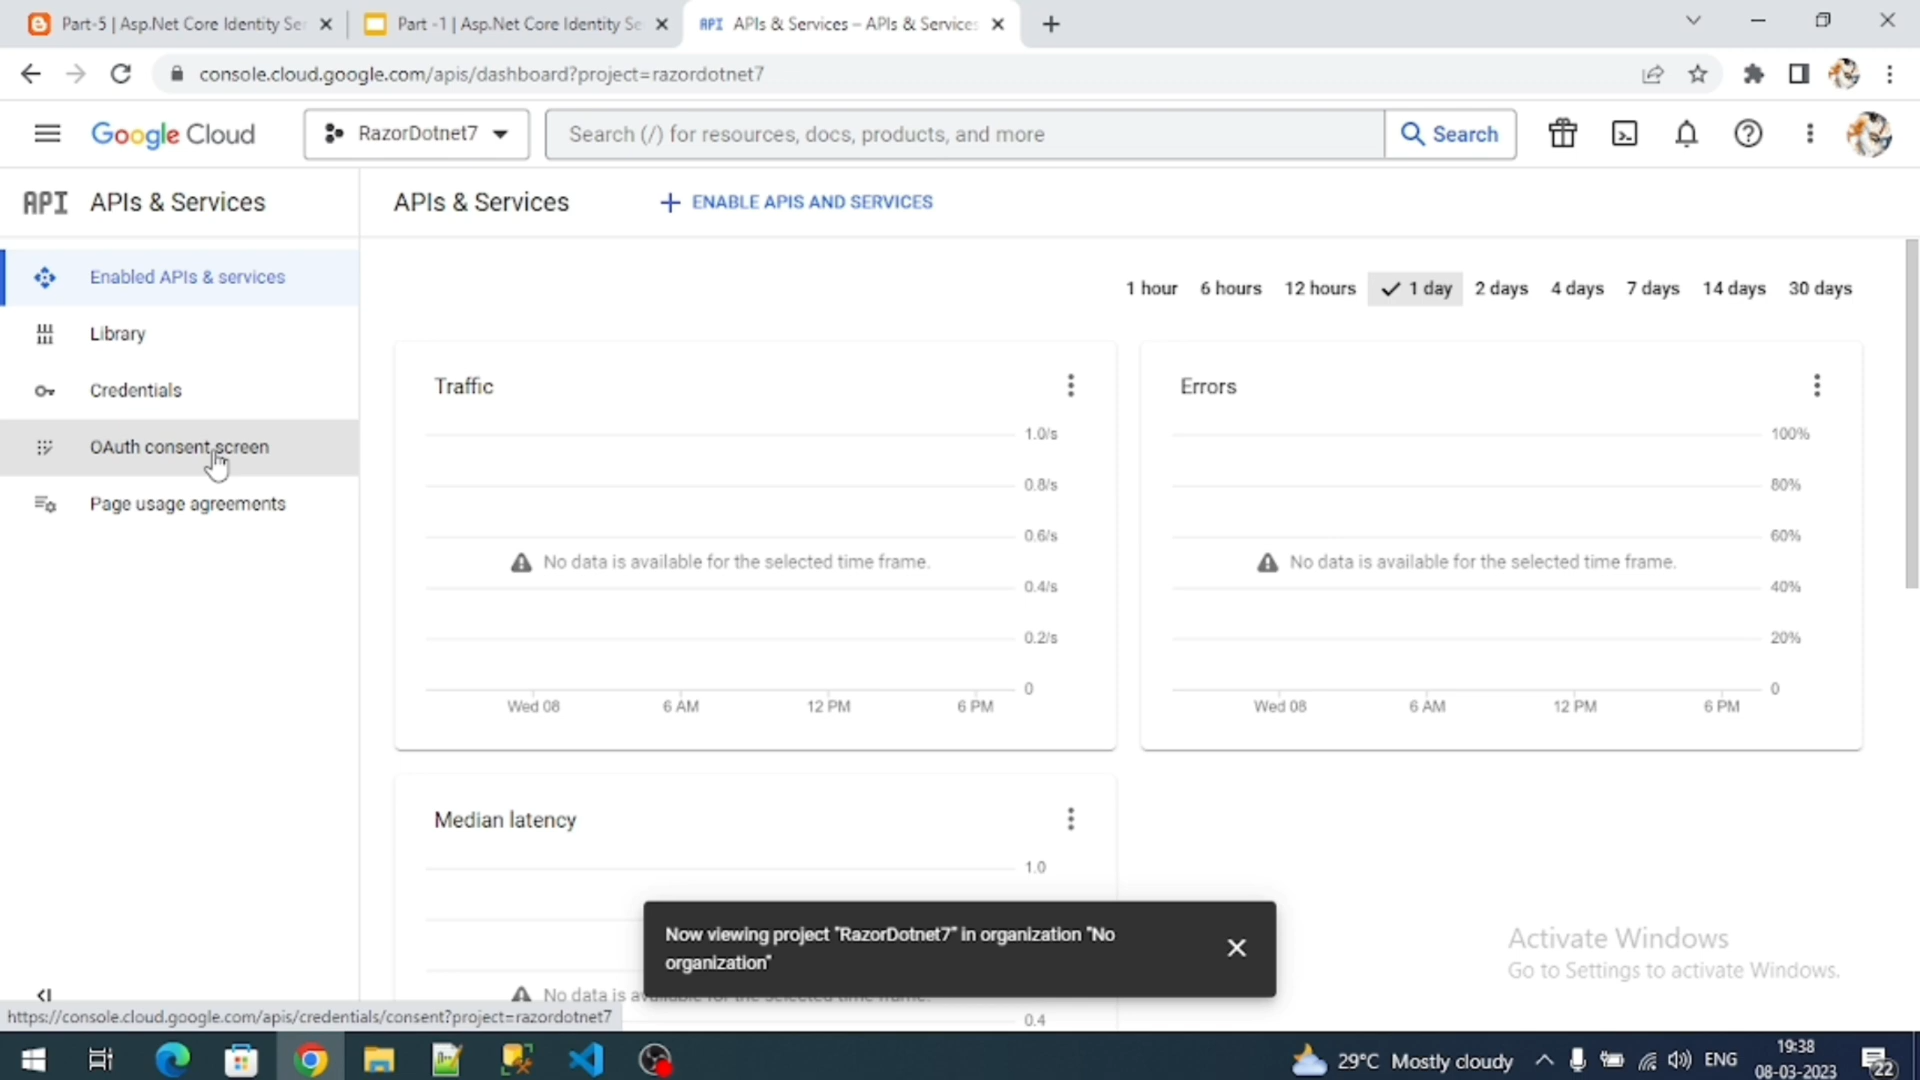 Part-5 | Asp.Net Core Identity Ser
Part -1 | Asp.Net Core Identity Se
API APIs & Services – APIs & Services
console.cloud.google.com/apis/dashboard?project=razordotnet7
Google Cloud
RazorDotnet7
Search (/) for resources, docs, products, and more
Search
API APIs & Services
APIs & Services
ENABLE APIS AND SERVICES
Enabled APIs & services
Library
Credentials
OAuth consent screen
Page usage agreements
1 hour 6 hours 12 hours 1 day 2 days 4 days 7 days 14 days 30 days
Traffic
1.0/s
0.8/s
0.6/s
No data is available for the selected time frame.
0.4/s
0.2/s
0
Wed 08 6 AM 12 PM 6 PM
Errors
100%
80%
60%
No data is available for the selected time frame.
40%
20%
0
Wed 08 6 AM 12 PM 6 PM
Median latency
1.0
No data is
0.4
Now viewing project "RazorDotnet7" in organization "No
organization"
Activate Windows
Go to Settings to activate Windows.
https://console.cloud.google.com/apis/credentials/consent?project=razordotnet7
29°C Mostly cloudy
ENG
19:38
08-03-2023
22